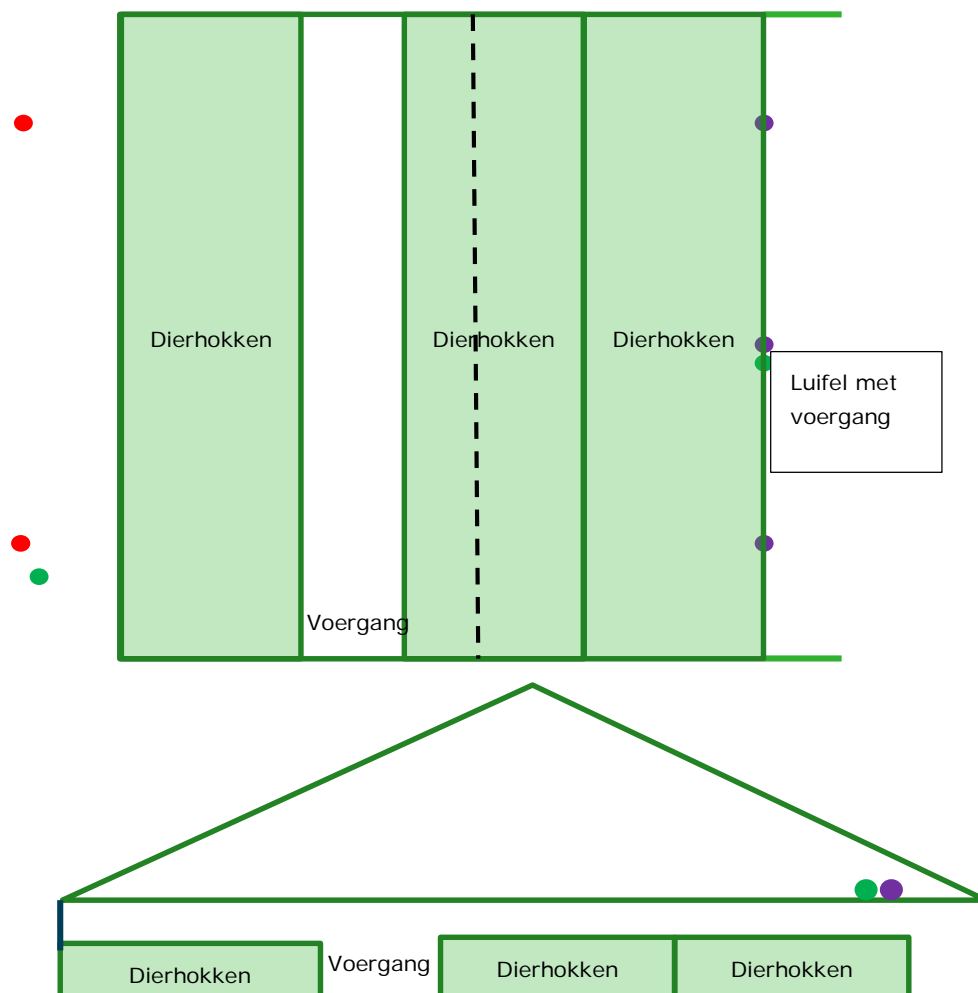 Dierhokken
Dierhokken
Dierhokken
Luifel met
voergang
Voergang
Dierhokken
Voergang
Dierhokken
Dierhokken